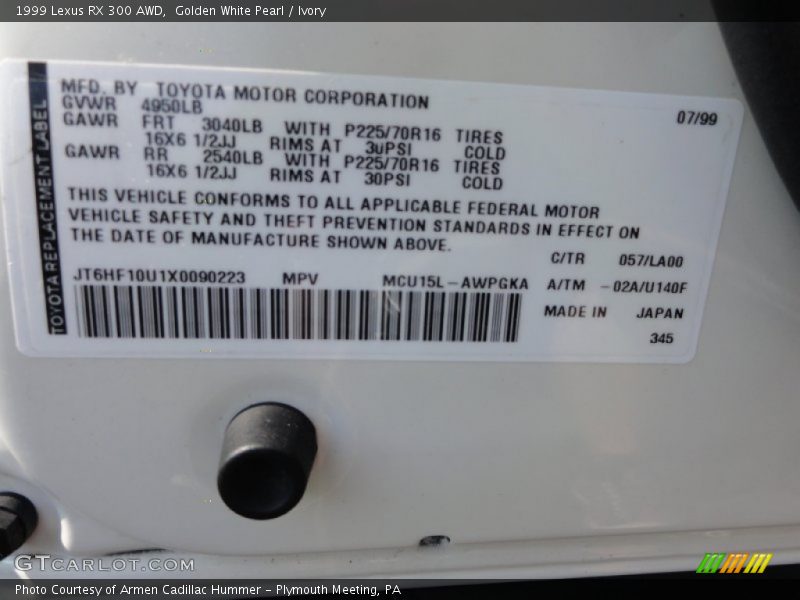 1999 Lexus RX 300 AWD,  Golden White Pearl / Ivory
MFD. BY TOYOTA MOTOR CORPORATION 07/99
GVWR 4950LB
GAWR FRT 3040LB WITH P225/70R16 TIRES
16X6 1/2JJ RIMS AT 30PSI COLD
GAWR RR 2540LB WITH P225/70R16 TIRES
16X6 1/2JJ RIMS AT 30PSI COLD
THIS VEHICLE CONFORMS TO ALL APPLICABLE FEDERAL MOTOR
VEHICLE SAFETY AND THEFT PREVENTION STANDARDS IN EFFECT ON
THE DATE OF MANUFACTURE SHOWN ABOVE.
C/TR 057/LA00
JT6HF10U1X0090223 MPV MCU15L-AWPGKA A/TM -02A/U140F
MADE IN JAPAN
345
TOYOTA REPLACEMENT LABEL
GTCARLOT.COM
Photo Courtesy of Armen Cadillac Hummer - Plymouth Meeting, PA